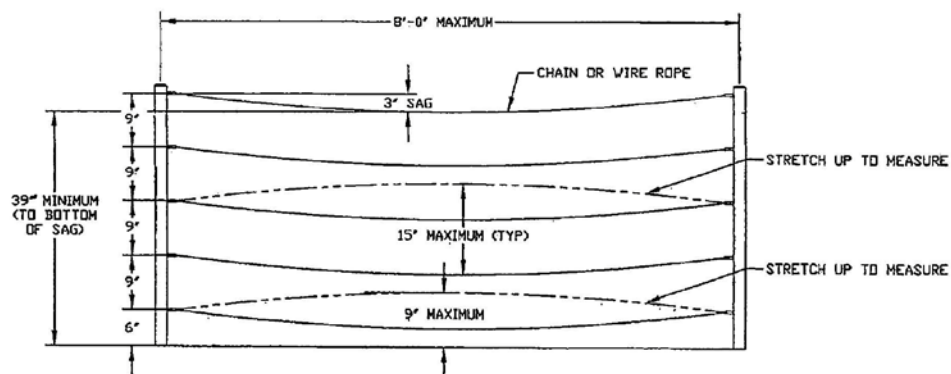 8'-0" MAXIMUM
CHAIN OR WIRE ROPE
3" SAG
9"
9"
STRETCH UP TO MEASURE
39" MINIMUM
(TO BOTTOM
OF SAG)
9"
15" MAXIMUM (TYP)
9"
STRETCH UP TO MEASURE
6"
9" MAXIMUM